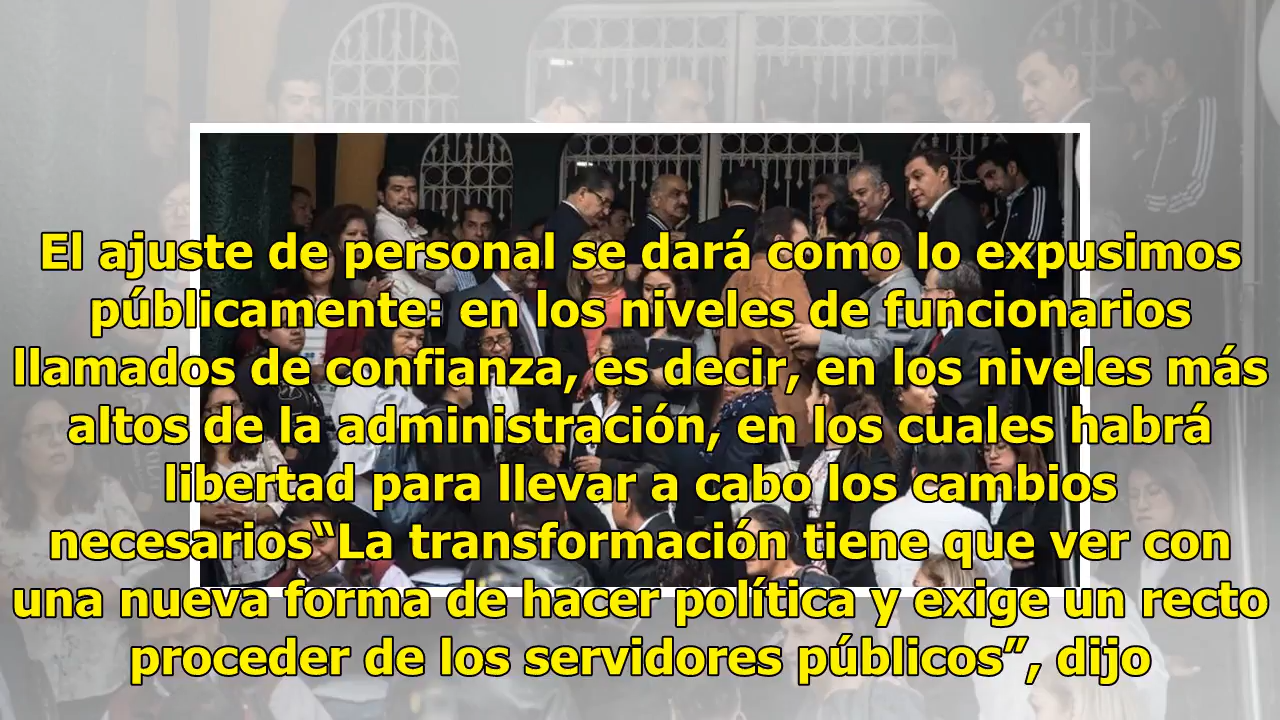 El ajuste de personal se dará como lo expusimos
públicamente: en los niveles de funcionarios
llamados de confianza, es decir, en los niveles más
altos de la administración, en los cuales habrá
libertad para llevar a cabo los cambios
necesarios“La transformación tiene que ver con
una nueva forma de hacer política y exige un recto
proceder de los servidores públicos”, dijo